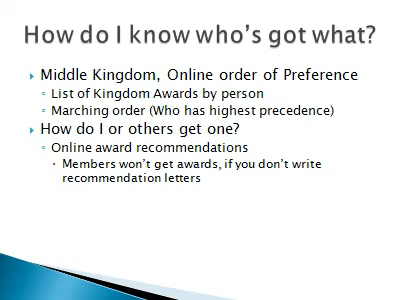 How do I know who's got what?
Middle Kingdom, Online order of Preference
List of Kingdom Awards by person
Marching order (Who has highest precedence)
How do I or others get one?
Online award recommendations
Members won't get awards, if you don't write
recommendation letters